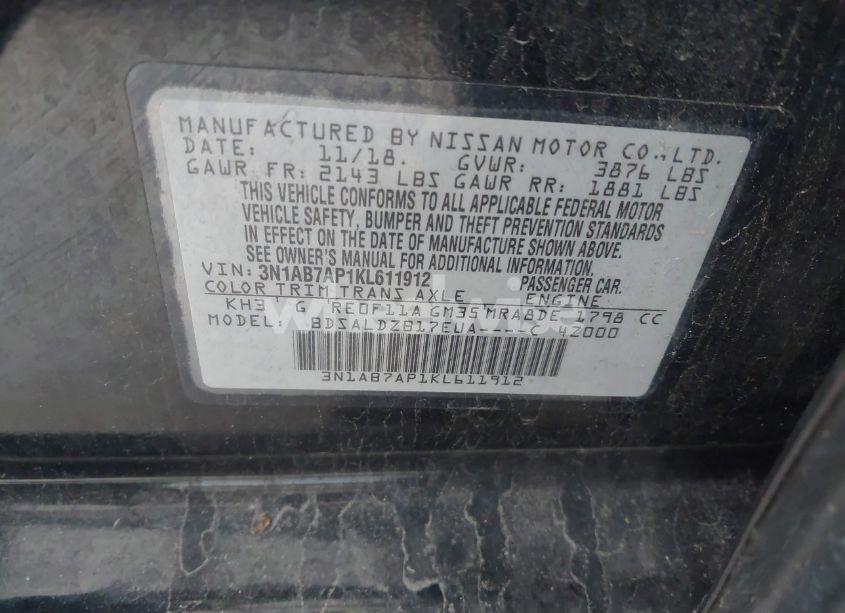 MANUFACTURED BY NISSAN MOTOR CO.,LTD.
DATE: 11/18. GVWR: 3876 LBS
GAWR FR: 2143 LBS GAWR RR: 1881 LBS
THIS VEHICLE CONFORMS TO ALL APPLICABLE FEDERAL MOTOR
VEHICLE SAFETY, BUMPER AND THEFT PREVENTION STANDARDS
IN EFFECT ON THE DATE OF MANUFACTURE SHOWN ABOVE.
SEE OWNER'S MANUAL FOR ADDITIONAL INFORMATION.
VIN: 3N1AB7AP1KL611912 PASSENGER CAR.
COLOR TRIM TRANS AXLE ENGINE
KH3 G RE0F11A GM35 MRA8DE 1798 CC
MODEL: BDSALDZB17EUA----C 4Z000
3N1AB7AP1KL611912